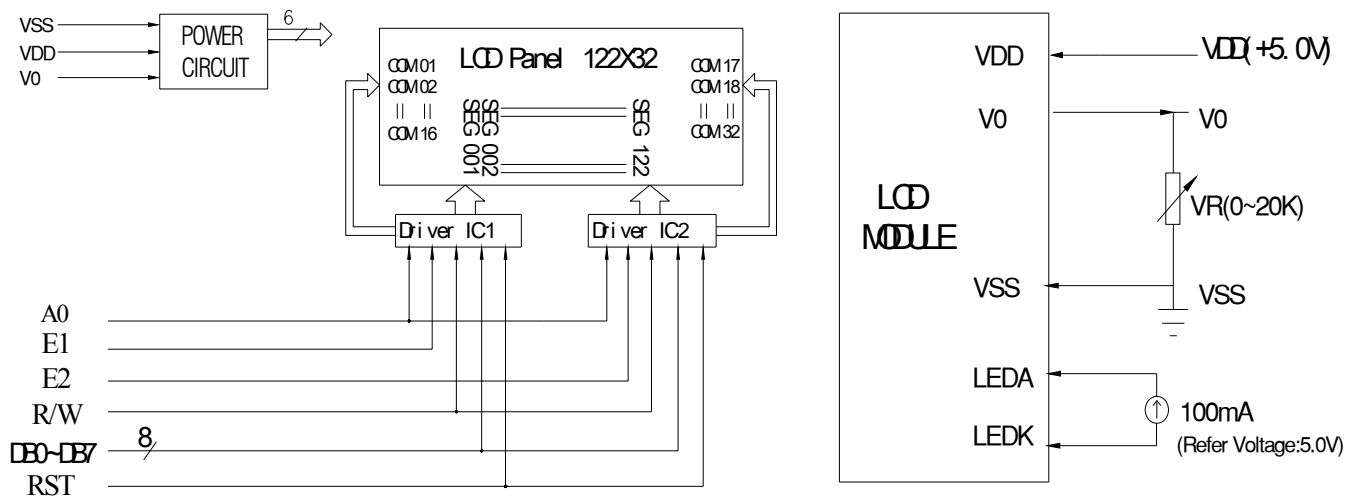 VSS
VDD
V0
POWER
CIRCUIT
6
LCD Panel 122X32
COM01
COM02
COM16
COM17
COM18
COM32
SEG 001
SEG 002
SEG 122
Driver IC1
Driver IC2
A0
E1
E2
R/W
DB0~DB7
8
RST
VDD
VDD(+5.0V)
V0
V0
LCD
MODULE
VR(0~20K)
VSS
VSS
LEDA
LEDK
100mA
(Refer Voltage:5.0V)